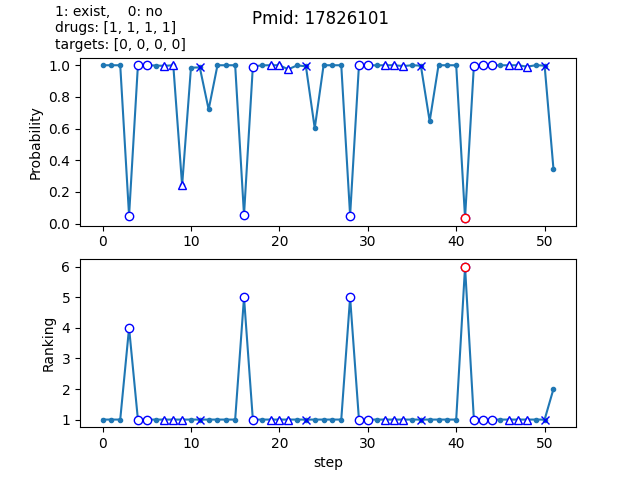 1: exist,    0: no
drugs: [1, 1, 1, 1]
targets: [0, 0, 0, 0]
Pmid: 17826101
Probability
1.0
0.8
0.6
0.4
0.2
0.0
0 10 20 30 40 50
Ranking
6
5
4
3
2
1
0 10 20 30 40 50
step